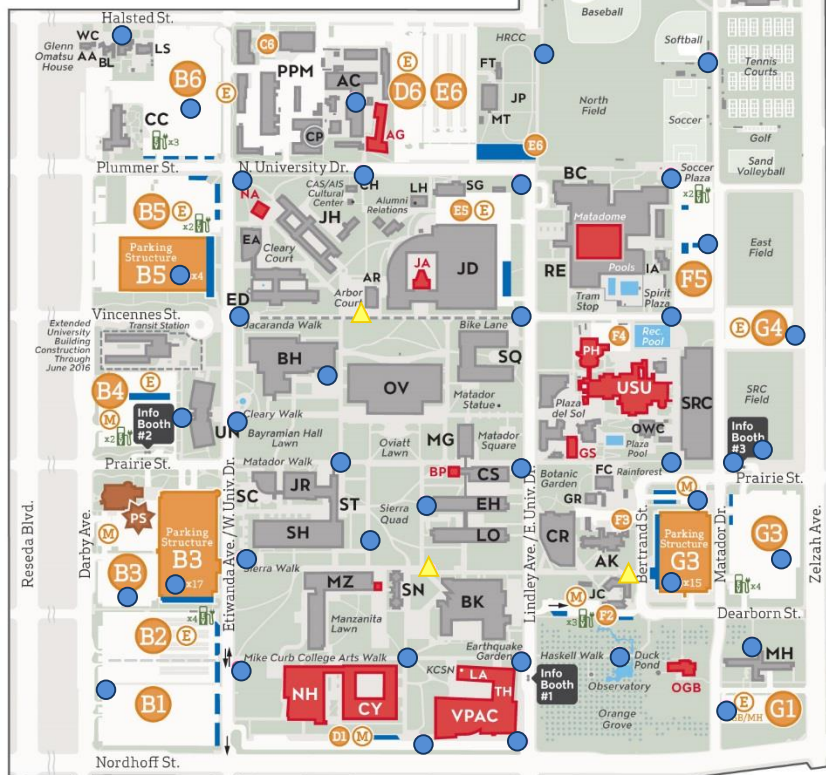 Halsted St.
WC
Glenn
Omatsu
House
AA
BL
LS
B6
E
CC
x3
C6
PPM
AC
CP
AG
E
D6
E6
HRCC
FT
JP
MT
E6
Baseball
Softball
North
Field
Soccer
Tennis
Courts
Golf
Sand
Volleyball
Plummer St.
N. University Dr.
B5
E
x2
Parking
Structure
B5
x4
NA
CAS/AIS
Cultural
Center
CH
JH
EA
Cleary
Court
Alumni
Relations
LH
SG
E5
E
AR
Arbor
Court
JA
JD
ED
BC
Matadome
RE
Pools
IA
Tram
Stop
Spirit
Plaza
Soccer
Plaza
x2
F5
East
Field
Vincennes St.
Transit Station
Extended
University
Building
Construction
Through
June 2016
Jacaranda Walk
Bike Lane
BH
OV
SQ
Matador
Statue
F4
Rec.
Pool
PH
USU
SRC
E
G4
SRC
Field
B4
E
M
x2
Info
Booth
#2
UN
Cleary Walk
Bayramian Hall
Lawn
Oviatt
Lawn
MG
Matador
Square
Plaza
del Sol
OWC
GS
Plaza
Pool
Info
Booth
#3
Prairie St.
Matador Walk
BP
CS
Botanic
Garden
FC
Rainforest
Prairie St.
PS
M
Parking
Structure
B3
x17
B3
SC
JR
ST
SH
Sierra
Quad
EH
LO
GR
CR
F3
AK
JC
M
Parking
Structure
G3
x15
G3
x4
Sierra Walk
MZ
SN
BK
Manzanita
Lawn
x4
B2
E
B1
M
x3
F2
Dearborn St.
Mike Curb College Arts Walk
Earthquake
Garden
Haskell Walk
Duck
Pond
MH
NH
CY
KCSN
LA
TH
VPAC
Info
Booth
#1
Observatory
OGB
Orange
Grove
E
G1
D1
M
Nordhoff St.
Reseda Blvd.
Darby Ave.
Etiwanda Ave. / W. Univ. Dr.
Lindley Ave. / E. Univ. Dr.
Bertrand St.
Matador Dr.
Zelzah Ave.